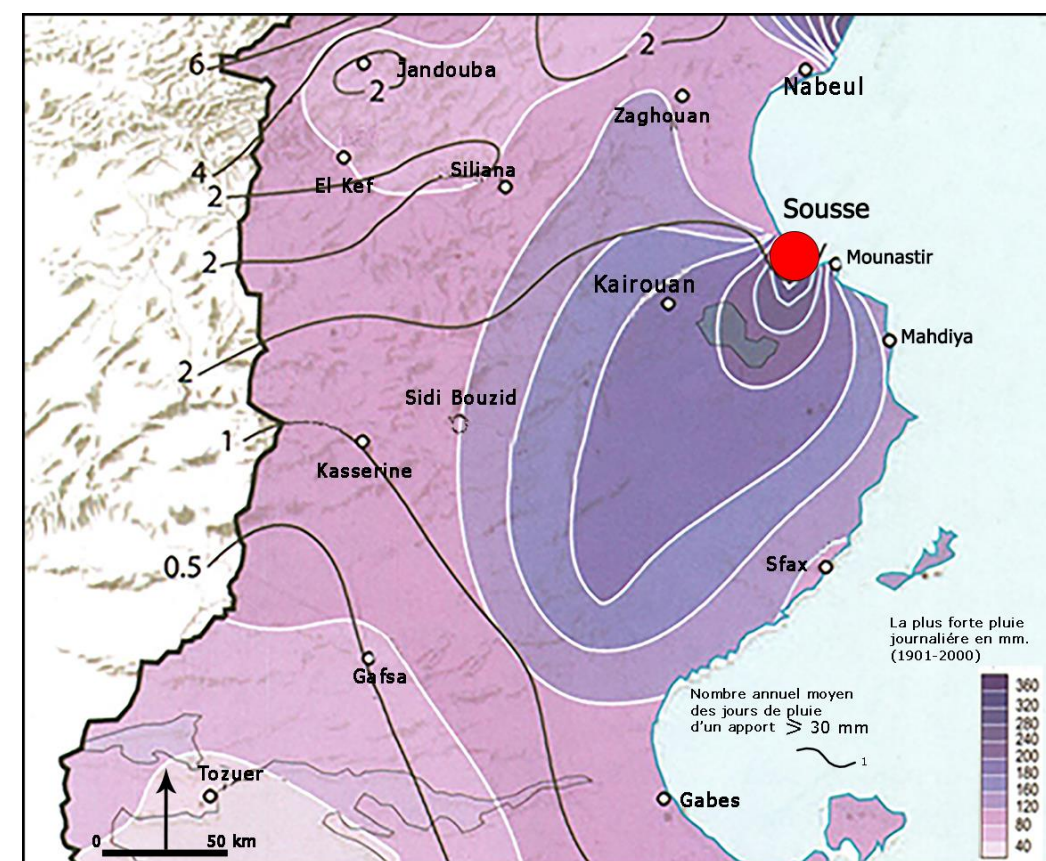 6
2
Jandouba
2
Nabeul
Zaghouan
4
El Kef
Siliana
2
Sousse
2
Mounastir
Kairouan
Mahdiya
2
Sidi Bouzid
1
Kasserine
0.5
Sfax
La plus forte pluie
journaliére en mm.
(1901-2000)
Gafsa
Nombre annuel moyen
des jours de pluie
d'un apport ⩾ 30 mm
1
360
320
280
240
200
180
160
120
80
40
Tozuer
Gabes
0 50 km